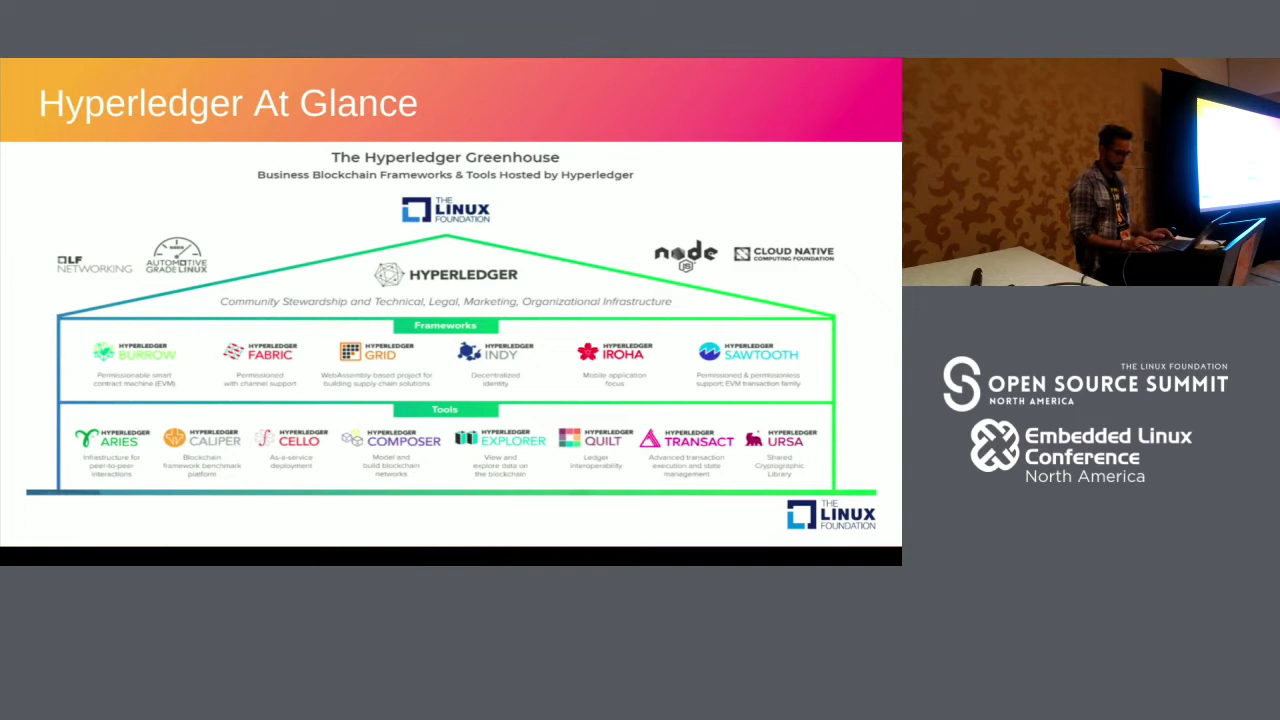 Hyperledger At Glance
The Hyperledger Greenhouse
Business Blockchain Frameworks & Tools Hosted by Hyperledger
THE
LINUX
FOUNDATION
LF
NETWORKING
AUTOMOTIVE
GRADE LINUX
node
JS
CLOUD NATIVE
COMPUTING FOUNDATION
HYPERLEDGER
Community Stewardship and Technical, Legal, Marketing, Organizational Infrastructure
Frameworks
HYPERLEDGER
BURROW
Permissionable smart
contract machine (EVM)
HYPERLEDGER
FABRIC
Permissioned
with channel support
HYPERLEDGER
GRID
WebAssembly-based project for
building supply chain solutions
HYPERLEDGER
INDY
Decentralized
identity
HYPERLEDGER
IROHA
Mobile application
focus
HYPERLEDGER
SAWTOOTH
Permissioned & permissionless
support; EVM transaction family
Tools
HYPERLEDGER
ARIES
Infrastructure for
peer-to-peer
interactions
HYPERLEDGER
CALIPER
Blockchain
framework benchmark
platform
HYPERLEDGER
CELLO
As-a-service
deployment
HYPERLEDGER
COMPOSER
Model and
build blockchain
networks
HYPERLEDGER
EXPLORER
View and
explore data on
the blockchain
HYPERLEDGER
QUILT
Ledger
interoperability
HYPERLEDGER
TRANSACT
Advanced transaction
execution and state
management
HYPERLEDGER
URSA
Shared
Cryptographic
Library
THE
LINUX
FOUNDATION
THE LINUX FOUNDATION
OPEN SOURCE SUMMIT
NORTH AMERICA
Embedded Linux
Conference
North America